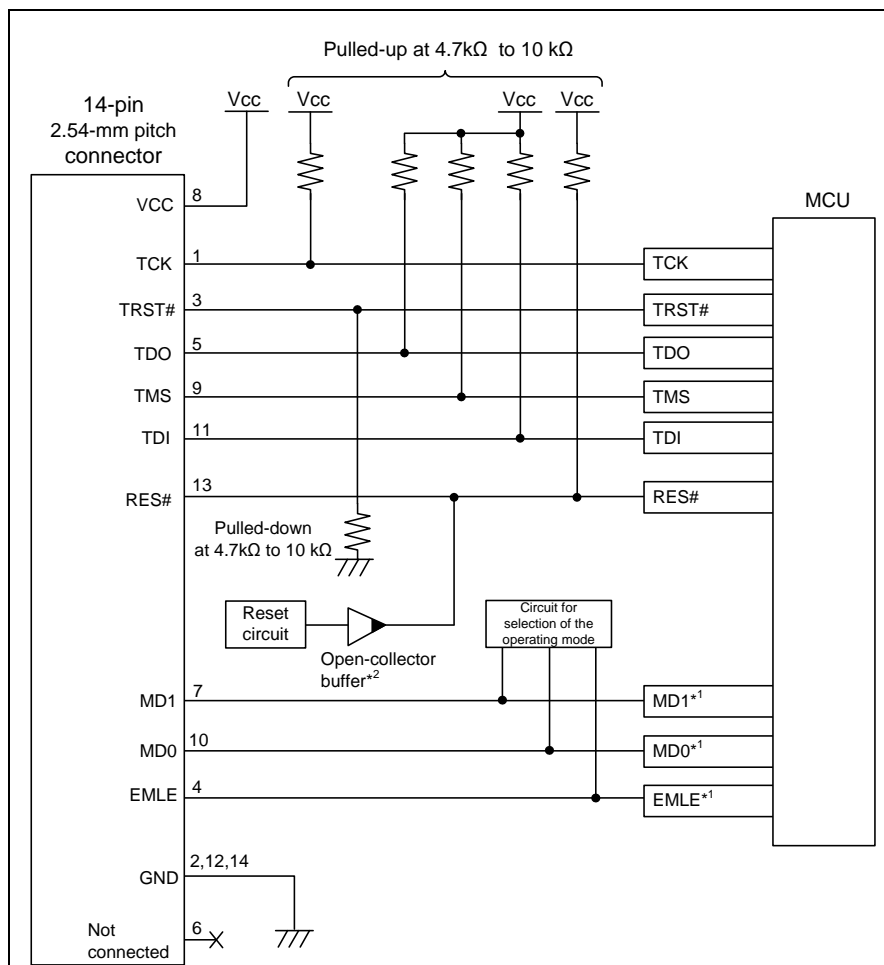 Pulled-up at 4.7kΩ to 10 kΩ
14-pin
2.54-mm pitch
connector
Vcc
Vcc
Vcc
Vcc
MCU
VCC
8
TCK
1
TCK
TRST#
3
TRST#
TDO
5
TDO
TMS
9
TMS
TDI
11
TDI
RES#
13
RES#
Pulled-down
at 4.7kΩ to 10 kΩ
Reset
circuit
Open-collector
buffer*2
Circuit for
selection of the
operating mode
MD1
7
MD1*1
MD0
10
MD0*1
EMLE
4
EMLE*1
GND
2,12,14
Not
connected
6